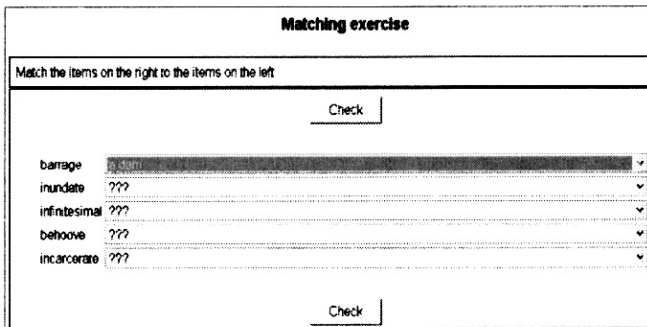 Matching exercise
Match the items on the right to the items on the left
Check
barrage a dam
inundate ???
infinitesimal ???
behoove ???
incarcerate ???
Check